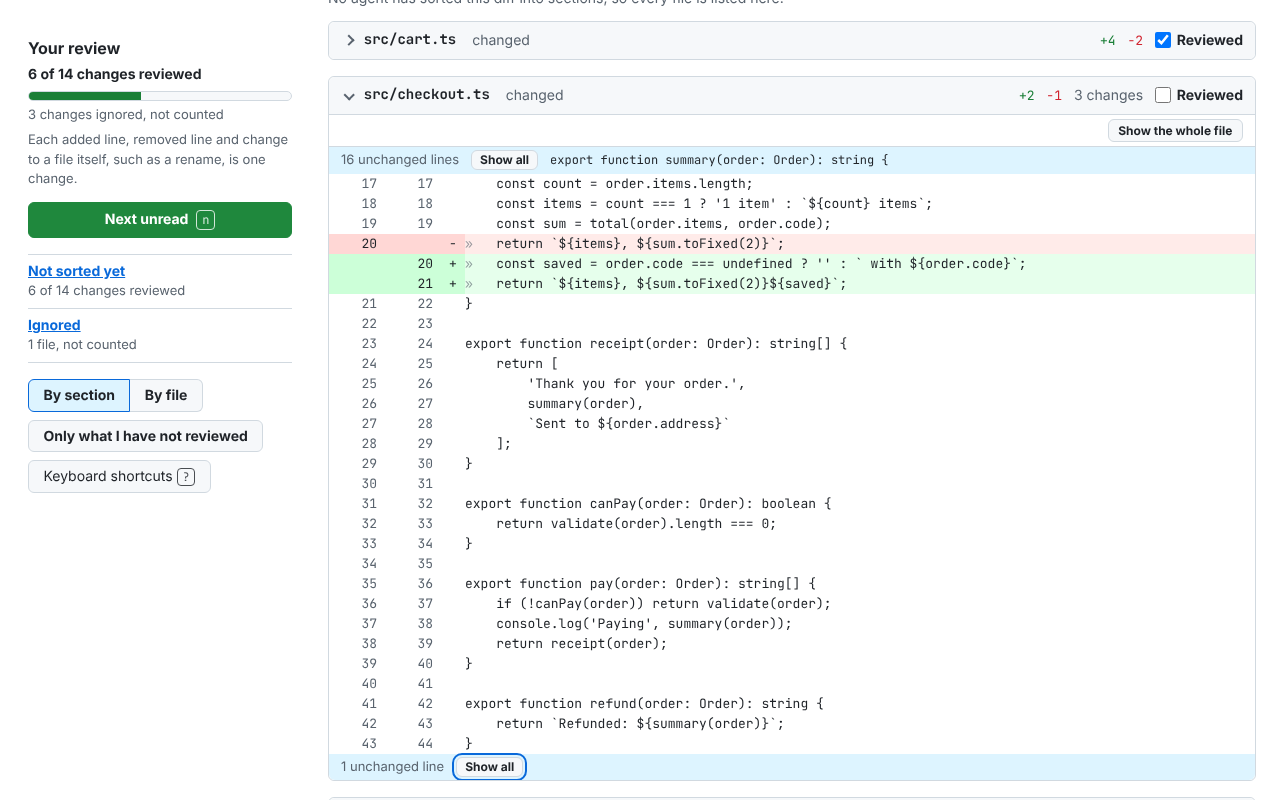 No agent has sorted this diff into sections, so every file is listed here.
Your review
6 of 14 changes reviewed
3 changes ignored, not counted
Each added line, removed line and change
to a file itself, such as a rename, is one
change.
Next unread n
Not sorted yet
6 of 14 changes reviewed
Ignored
1 file, not counted
By section By file
Only what I have not reviewed
Keyboard shortcuts ?
src/cart.ts changed +4 -2 Reviewed
src/checkout.ts changed +2 -1 3 changes Reviewed
Show the whole file
16 unchanged lines Show all export function summary(order: Order): string {
17 17 const count = order.items.length;
18 18 const items = count === 1 ? '1 item' : `${count} items`;
19 19 const sum = total(order.items, order.code);
20 - » return `${items}, ${sum.toFixed(2)}`;
20 + » const saved = order.code === undefined ? '' : ` with ${order.code}`;
21 + » return `${items}, ${sum.toFixed(2)}${saved}`;
21 22 }
22 23
23 24 export function receipt(order: Order): string[] {
24 25 return [
25 26 'Thank you for your order.',
26 27 summary(order),
27 28 `Sent to ${order.address}`
28 29 ];
29 30 }
30 31
31 32 export function canPay(order: Order): boolean {
32 33 return validate(order).length === 0;
33 34 }
34 35
35 36 export function pay(order: Order): string[] {
36 37 if (!canPay(order)) return validate(order);
37 38 console.log('Paying', summary(order));
38 39 return receipt(order);
39 40 }
40 41
41 42 export function refund(order: Order): string {
42 43 return `Refunded: ${summary(order)}`;
43 44 }
1 unchanged line Show all